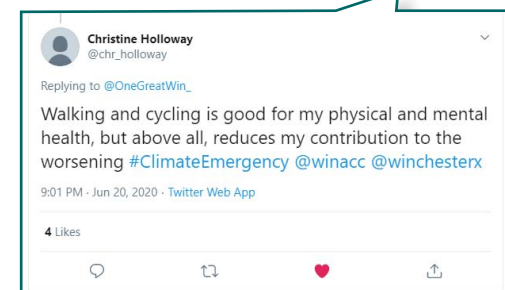 Christine Holloway
@chr_holloway
Replying to @OneGreatWin_
Walking and cycling is good for my physical and mental
health, but above all, reduces my contribution to the
worsening #ClimateEmergency @winacc @winchesterx
9:01 PM · Jun 20, 2020 · Twitter Web App
4 Likes